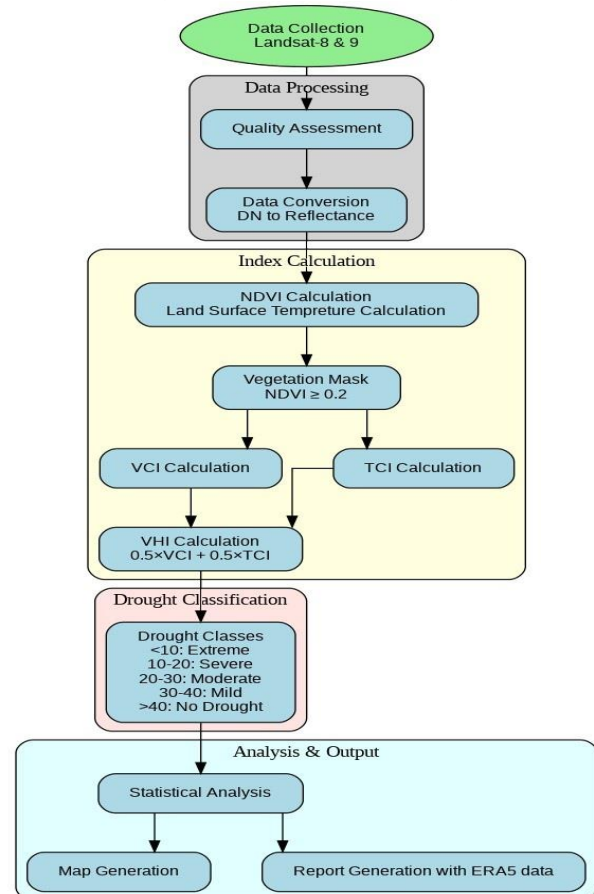 Data Collection
Landsat-8 & 9
Data Processing
Quality Assessment
Data Conversion
DN to Reflectance
Index Calculation
NDVI Calculation
Land Surface Tempreture Calculation
Vegetation Mask
NDVI ≥ 0.2
VCI Calculation
TCI Calculation
VHI Calculation
0.5×VCI + 0.5×TCI
Drought Classification
Drought Classes
<10: Extreme
10-20: Severe
20-30: Moderate
30-40: Mild
>40: No Drought
Analysis & Output
Statistical Analysis
Map Generation
Report Generation with ERA5 data